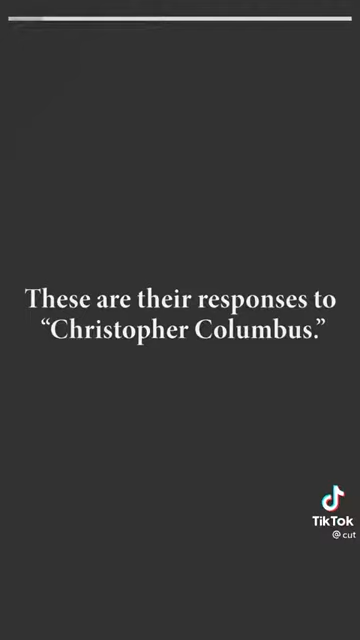 These are their responses to
“Christopher Columbus.”
TikTok
@cut